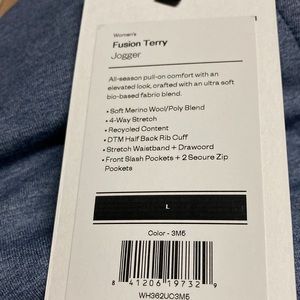 Women's
Fusion Terry
Jogger
All-season pull-on comfort with an
elevated look, crafted with an ultra soft
bio-based fabric blend.
• Soft Merino Wool/Poly Blend
• 4-Way Stretch
• Recycled Content
• DTM Half Back Rib Cuff
• Stretch Waistband + Drawcord
• Front Slash Pockets + 2 Secure Zip
Pockets
L
Color - 3M5
8 41206 19732 9
WH362UC3M5